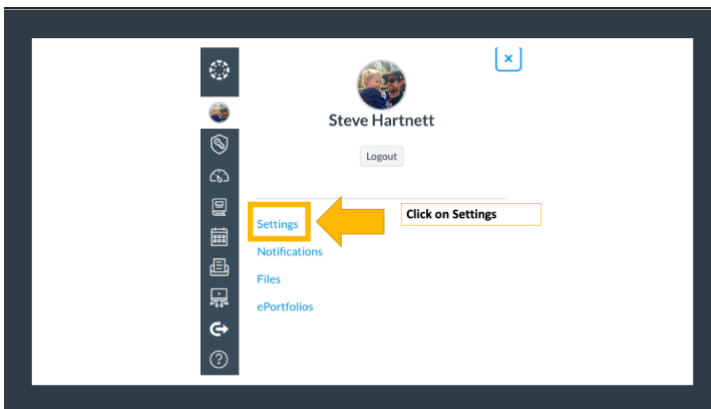 ×
Steve Hartnett
Logout
Settings
Click on Settings
Notifications
Files
ePortfolios
?